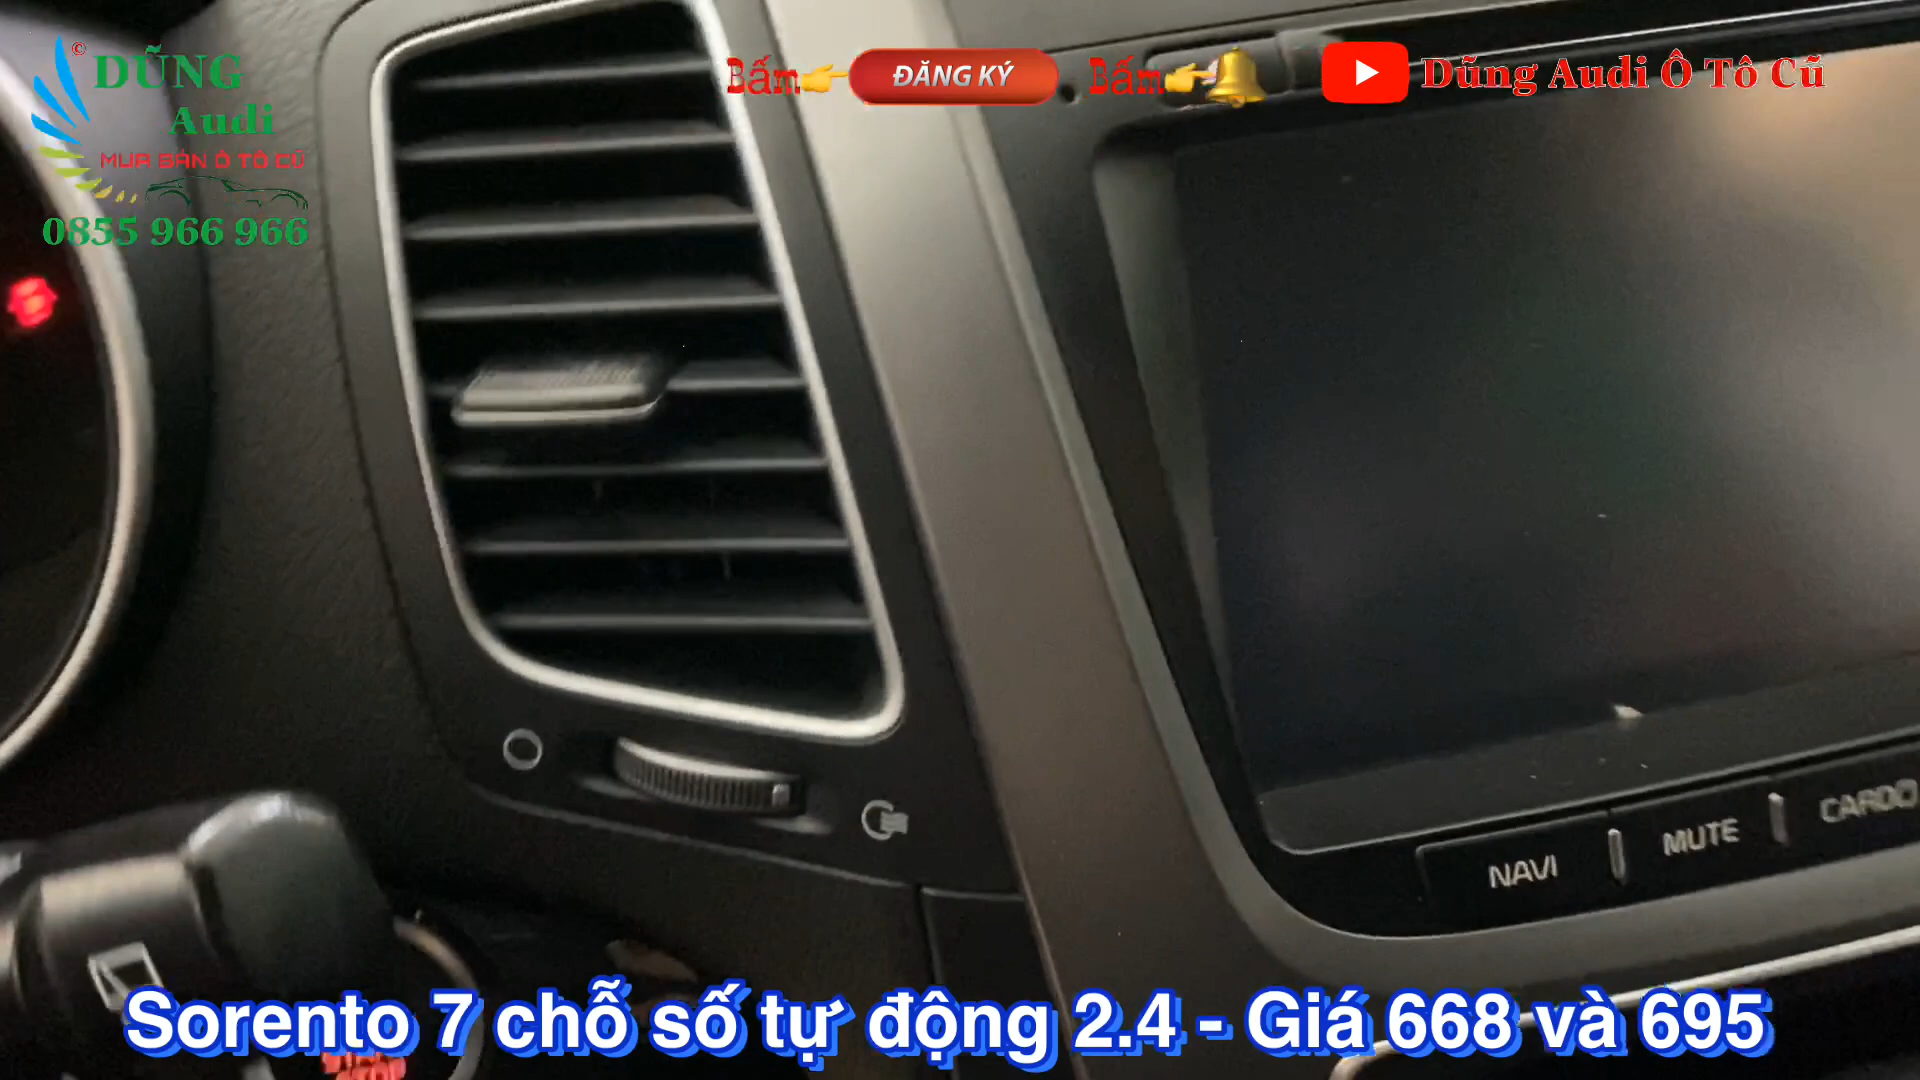 DŨNG
Audi
MUA BÁN Ô TÔ CŨ
0855 966 966
Bấm ĐĂNG KÝ Bấm Dũng Audi Ô Tô Cũ
NAVI MUTE
Sorento 7 chỗ số tự động 2.4 - Giá 668 và 695